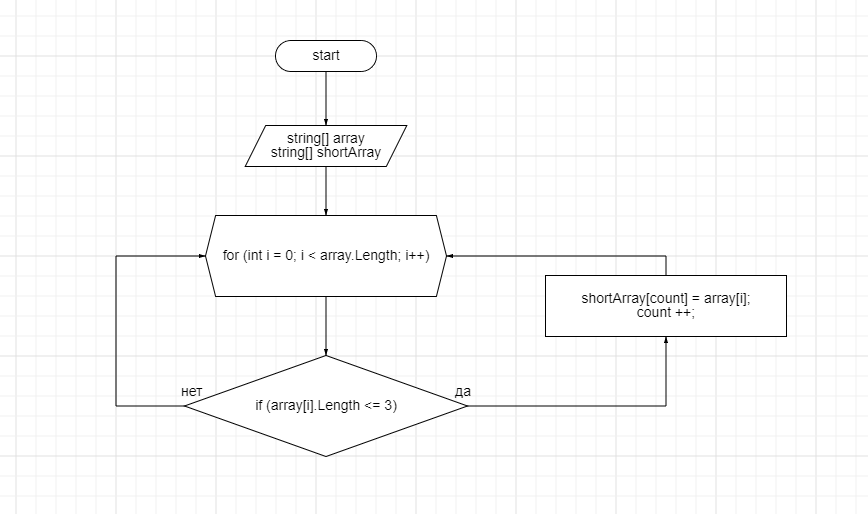 start
string[] array
string[] shortArray
for (int i = 0; i < array.Length; i++)
shortArray[count] = array[i];
count ++;
нет
да
if (array[i].Length <= 3)